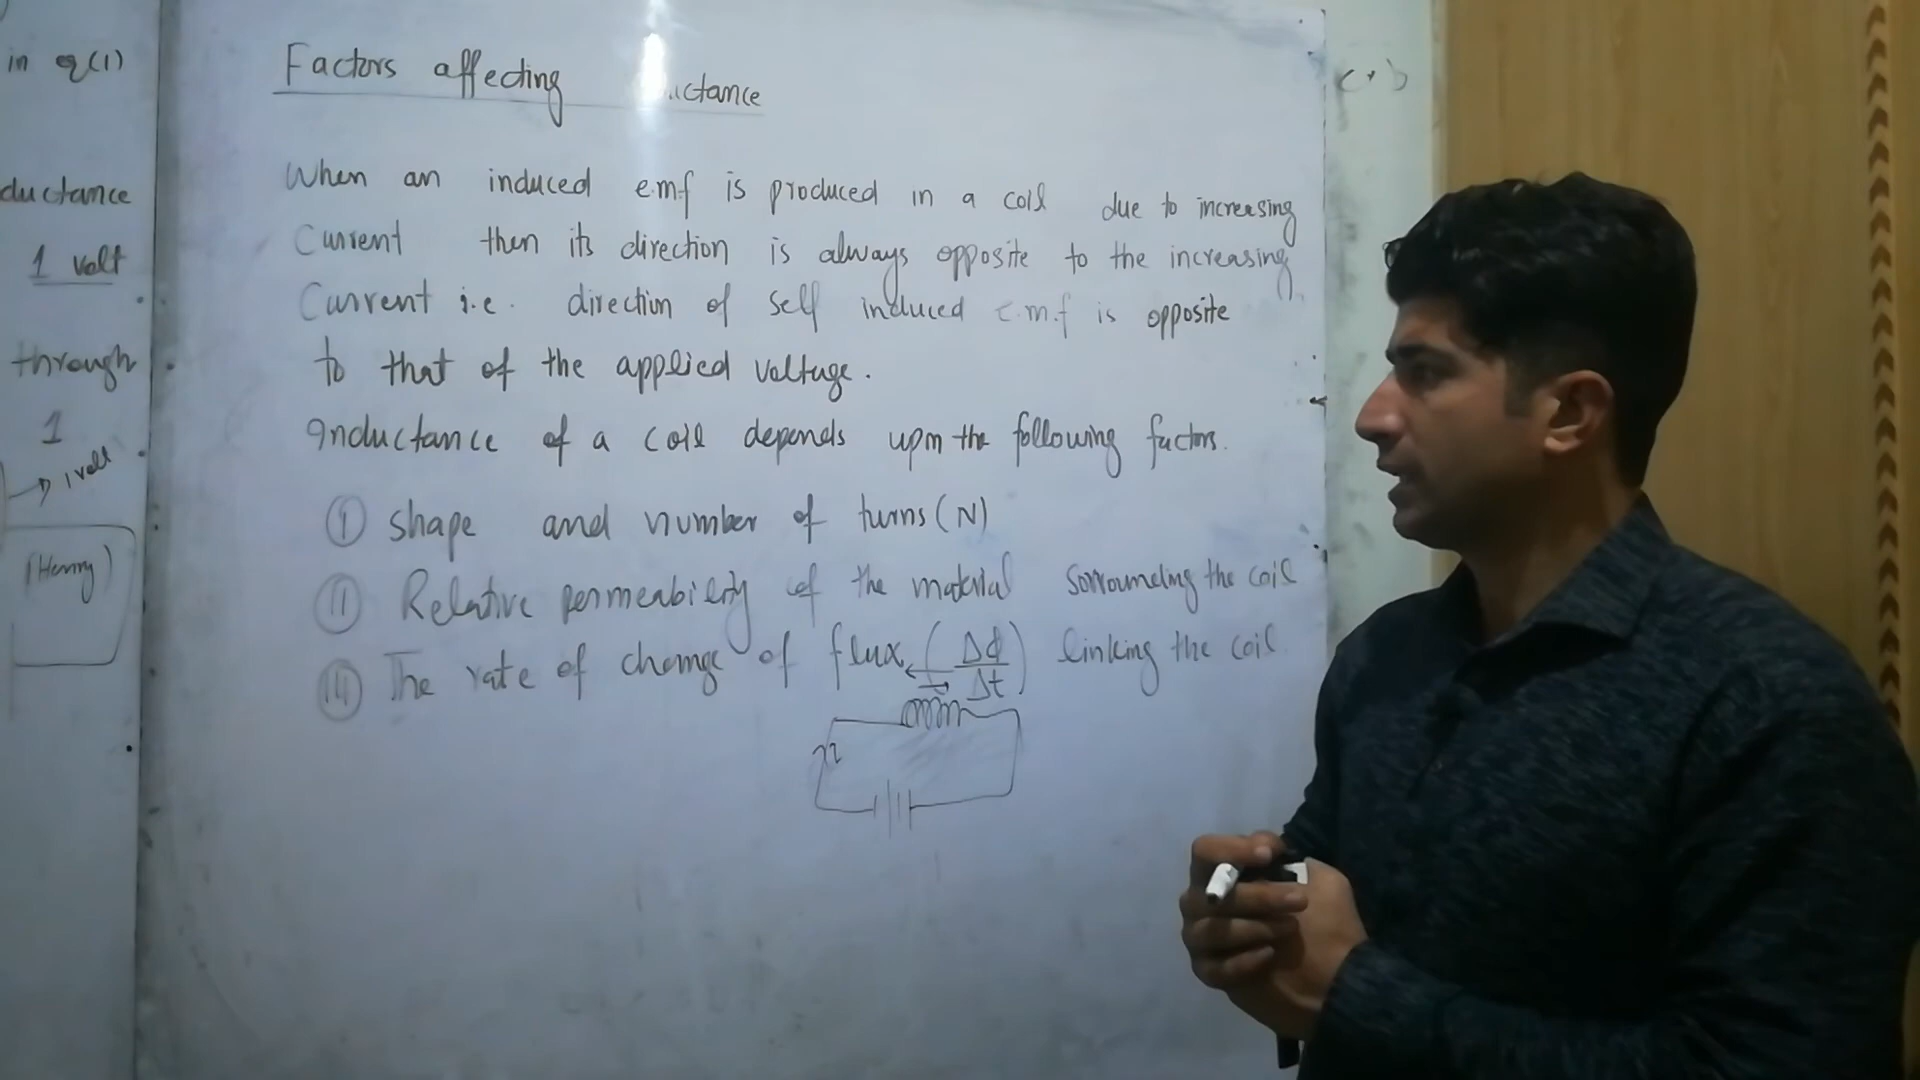 in eq(1)
ductance
1 volt
through
1
→ 1 volt
(Henry)
Factors affecting uctance
When an induced e.m.f is produced in a coil due to increasing
Current then its direction is always opposite to the increasing
Current i.e. direction of self induced e.m.f is opposite
to that of the applied voltage.
Inductance of a coil depends upon the following factors.
(I) shape and number of turns (N)
(II) Relative permeability of the material sorrounding the coil
(III) The rate of change of flux (Δϕ/Δt) linking the coil